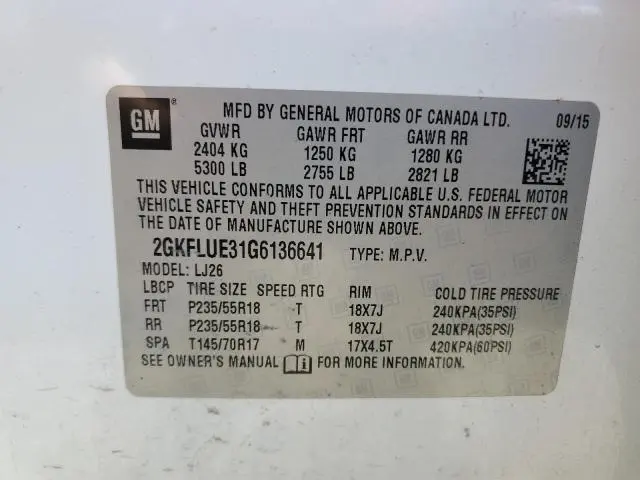 GM ®
MFD BY GENERAL MOTORS OF CANADA LTD. 09/15
GVWR GAWR FRT GAWR RR
2404 KG 1250 KG 1280 KG
5300 LB 2755 LB 2821 LB
THIS VEHICLE CONFORMS TO ALL APPLICABLE U.S. FEDERAL MOTOR
VEHICLE SAFETY AND THEFT PREVENTION STANDARDS IN EFFECT ON
THE DATE OF MANUFACTURE SHOWN ABOVE.
2GKFLUE31G6136641 TYPE: M.P.V.
MODEL: LJ26
LBCP TIRE SIZE SPEED RTG RIM COLD TIRE PRESSURE
FRT P235/55R18 - T 18X7J 240KPA(35PSI)
RR P235/55R18 - T 18X7J 240KPA(35PSI)
SPA T145/70R17 M 17X4.5T 420KPA(60PSI)
SEE OWNER'S MANUAL FOR MORE INFORMATION.